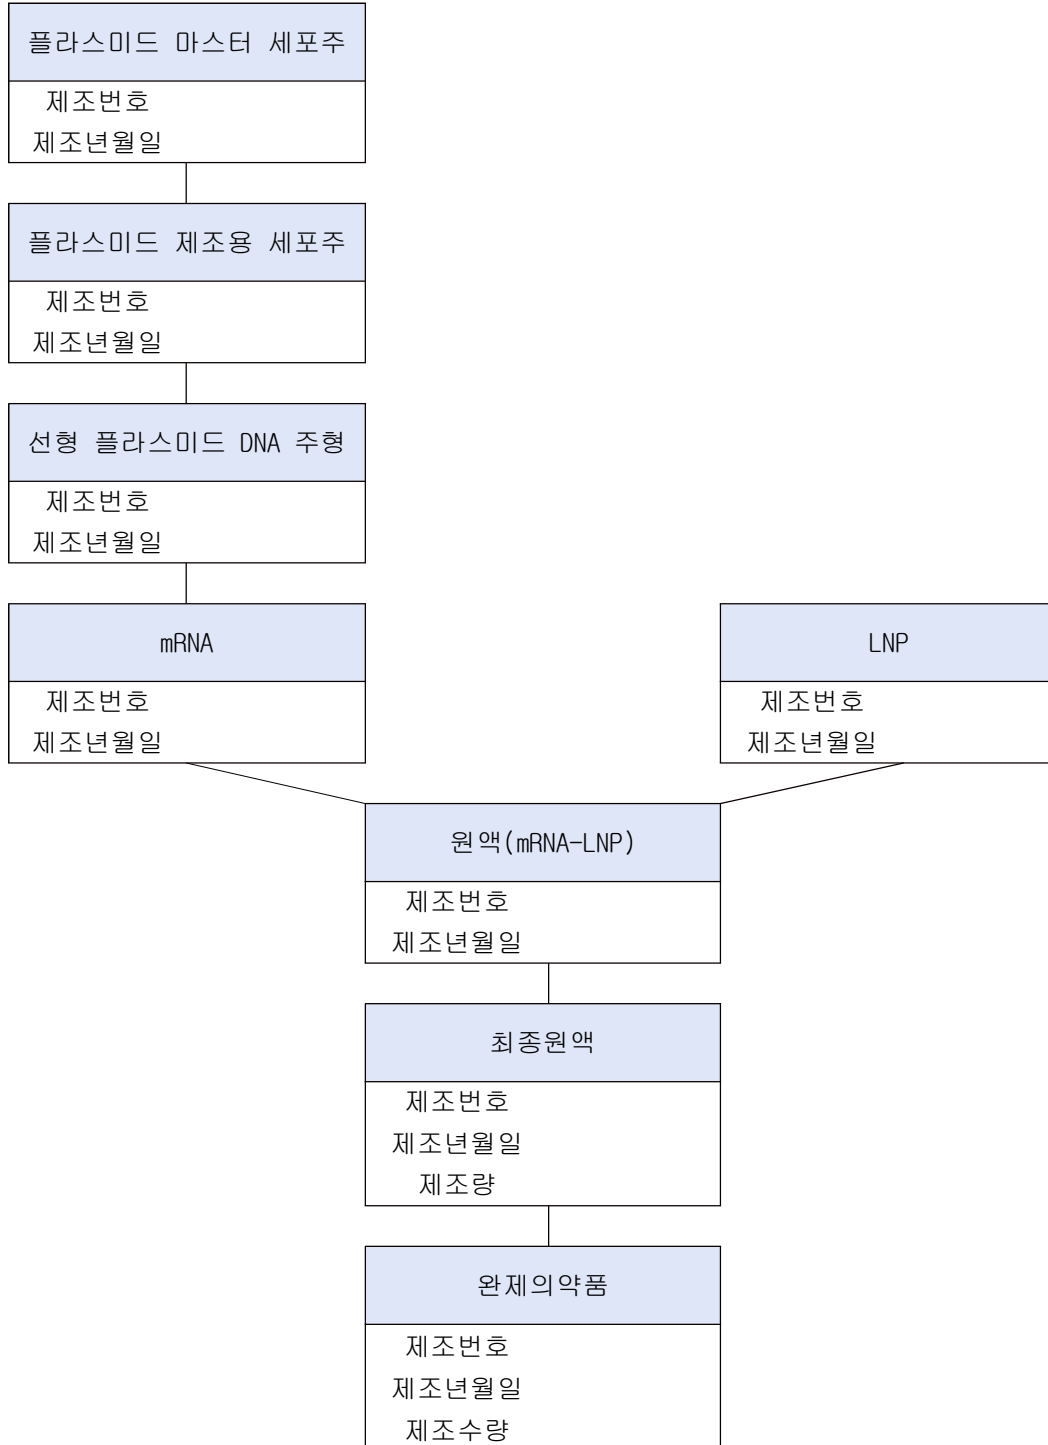 플라스미드 마스터 세포주
제조번호
제조년월일
플라스미드 제조용 세포주
제조번호
제조년월일
선형 플라스미드 DNA 주형
제조번호
제조년월일
mRNA
제조번호
제조년월일
LNP
제조번호
제조년월일
원액(mRNA-LNP)
제조번호
제조년월일
최종원액
제조번호
제조년월일
제조량
완제의약품
제조번호
제조년월일
제조수량